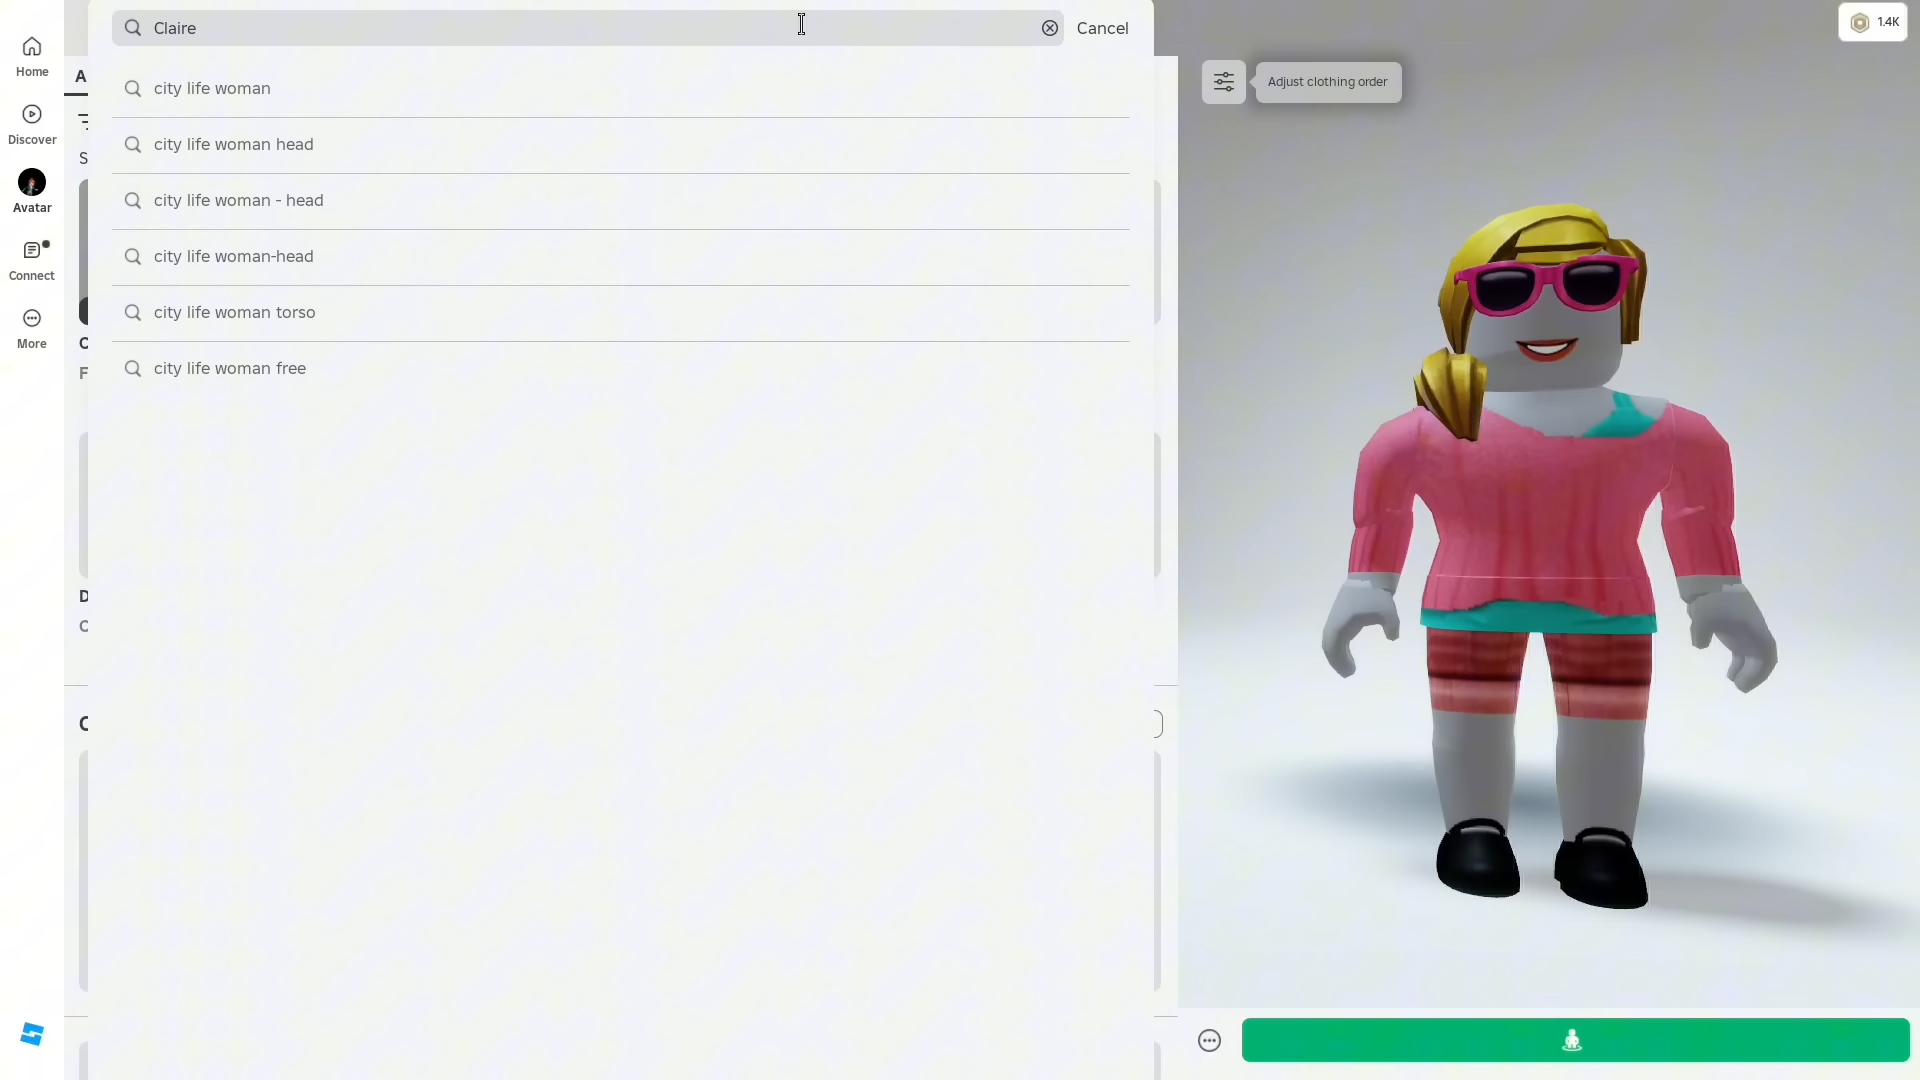 Claire
Cancel
1.4K
Home
city life woman
Adjust clothing order
A
Discover
city life woman head
S
Avatar
city life woman - head
Connect
city life woman-head
city life woman torso
More
city life woman free
F
D